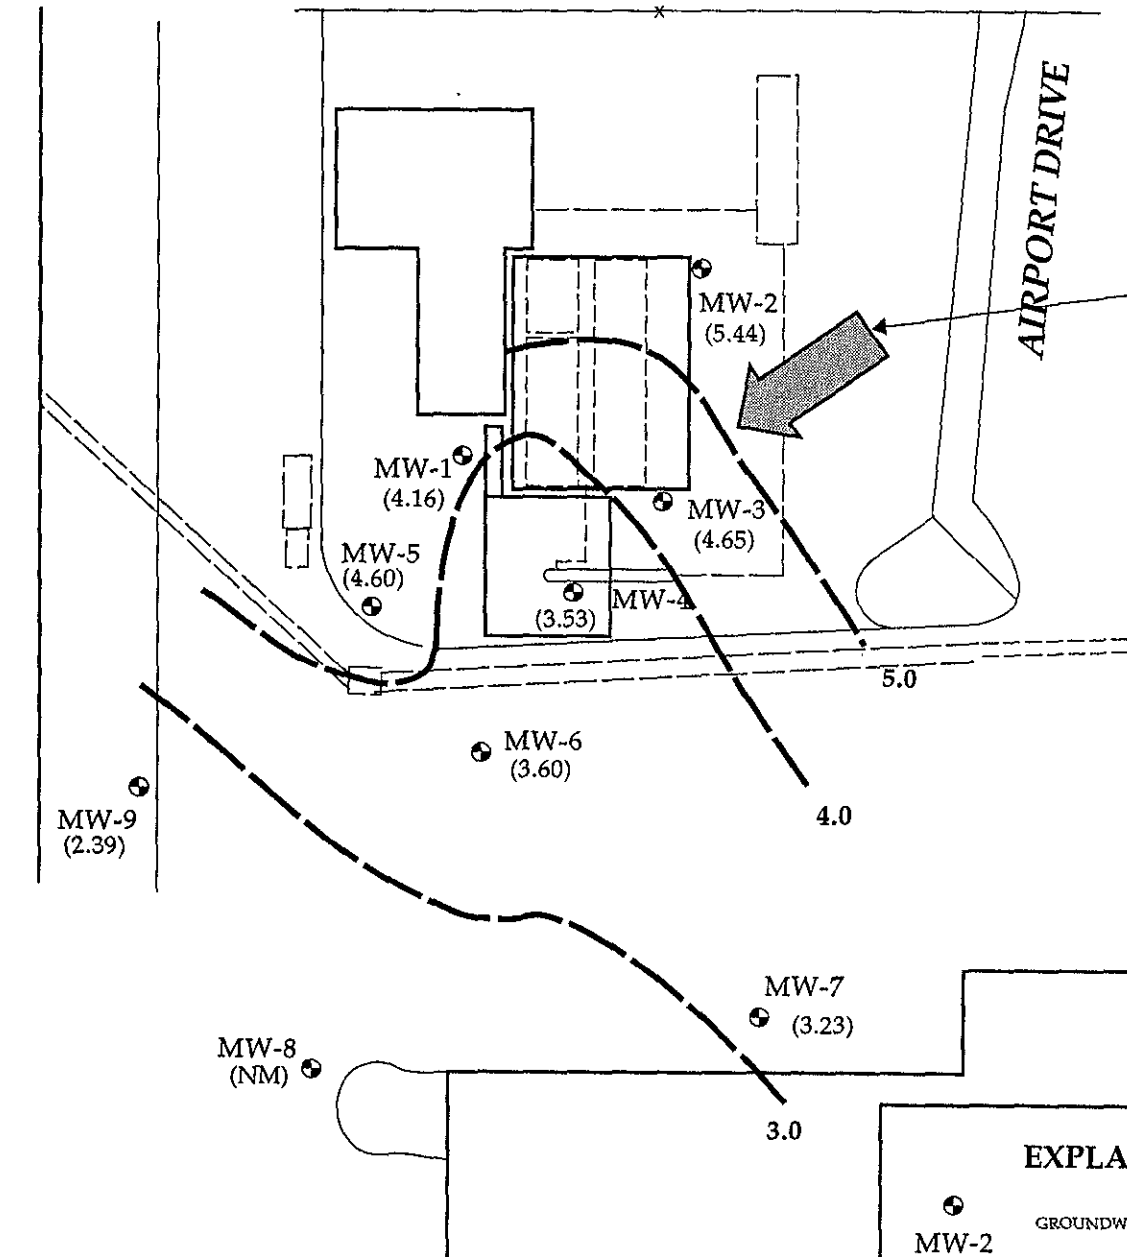 x
AIRPORT DRIVE
MW-2
(5.44)
MW-1
(4.16)
MW-3
(4.65)
MW-5
(4.60)
MW-4
(3.53)
5.0
MW-6
(3.60)
4.0
MW-9
(2.39)
MW-7
(3.23)
MW-8
(NM)
3.0
EXPLA
GROUNDW
MW-2